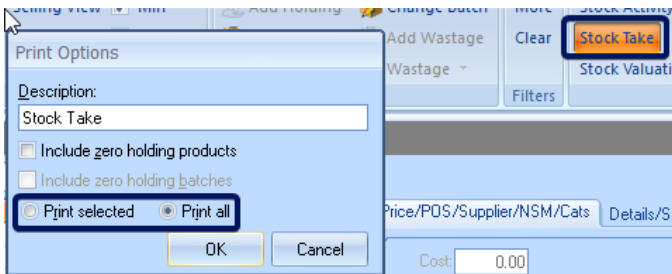 Selling View Min Add Holding Change Batch More Stock Activity
Add Wastage Clear Stock Take
Wastage Stock Valuati
Filters
Print Options
Description:
Stock Take
Include zero holding products
Include zero holding batches
Print selected Print all
OK Cancel
Price/POS/Supplier/NSM/Cats Details/S
Cost: 0.00